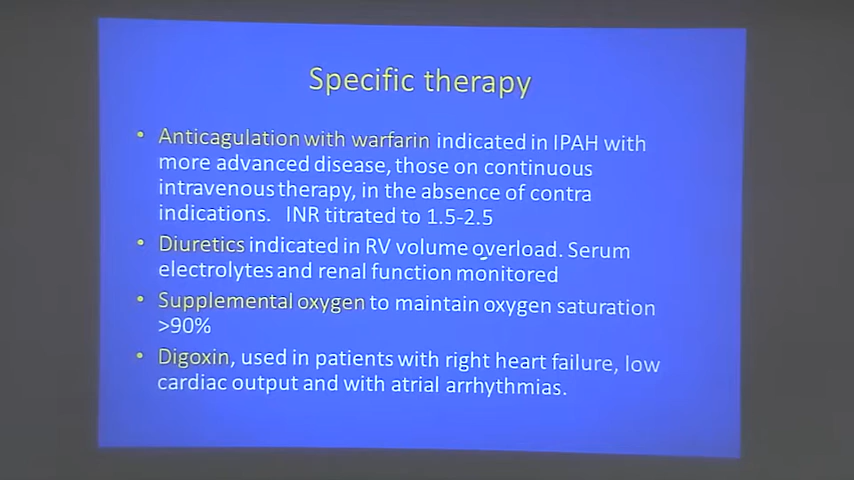 Specific therapy
• Anticagulation with warfarin indicated in IPAH with
more advanced disease, those on continuous
intravenous therapy, in the absence of contra
indications. INR titrated to 1.5-2.5
• Diuretics indicated in RV volume overload. Serum
electrolytes and renal function monitored
• Supplemental oxygen to maintain oxygen saturation
>90%
• Digoxin, used in patients with right heart failure, low
cardiac output and with atrial arrhythmias.